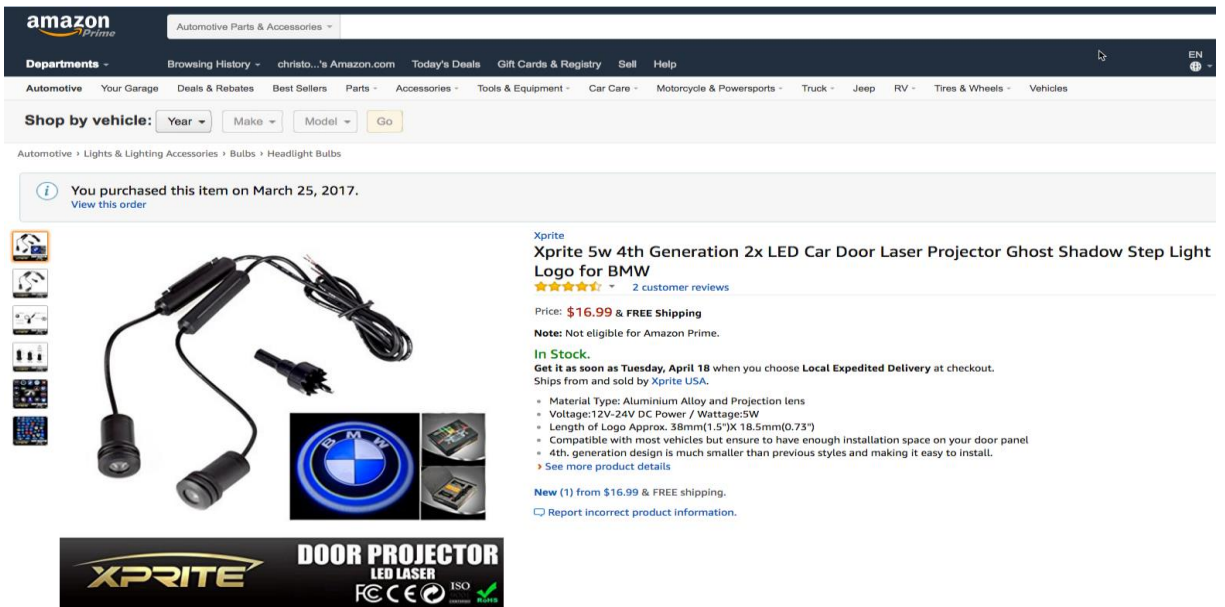 amazon
Prime
Automotive Parts & Accessories
EN
Departments
Browsing History christo...'s Amazon.com Today's Deals Gift Cards & Registry Sell Help
Automotive Your Garage Deals & Rebates Best Sellers Parts Accessories Tools & Equipment Car Care Motorcycle & Powersports Truck Jeep RV Tires & Wheels Vehicles
Shop by vehicle: Year Make Model Go
Automotive › Lights & Lighting Accessories › Bulbs › Headlight Bulbs
You purchased this item on March 25, 2017.
View this order
Xprite
Xprite 5w 4th Generation 2x LED Car Door Laser Projector Ghost Shadow Step Light
Logo for BMW
2 customer reviews
Price: $16.99 & FREE Shipping
Note: Not eligible for Amazon Prime.
In Stock.
Get it as soon as Tuesday, April 18 when you choose Local Expedited Delivery at checkout.
Ships from and sold by Xprite USA.
Material Type: Aluminium Alloy and Projection lens
Voltage:12V-24V DC Power / Wattage:5W
Length of Logo Approx. 38mm(1.5")X 18.5mm(0.73")
Compatible with most vehicles but ensure to have enough installation space on your door panel
4th. generation design is much smaller than previous styles and making it easy to install.
› See more product details
New (1) from $16.99 & FREE shipping.
Report incorrect product information.
BMW
XPRITE
DOOR PROJECTOR
LED LASER
FC CE ISO
RoHS